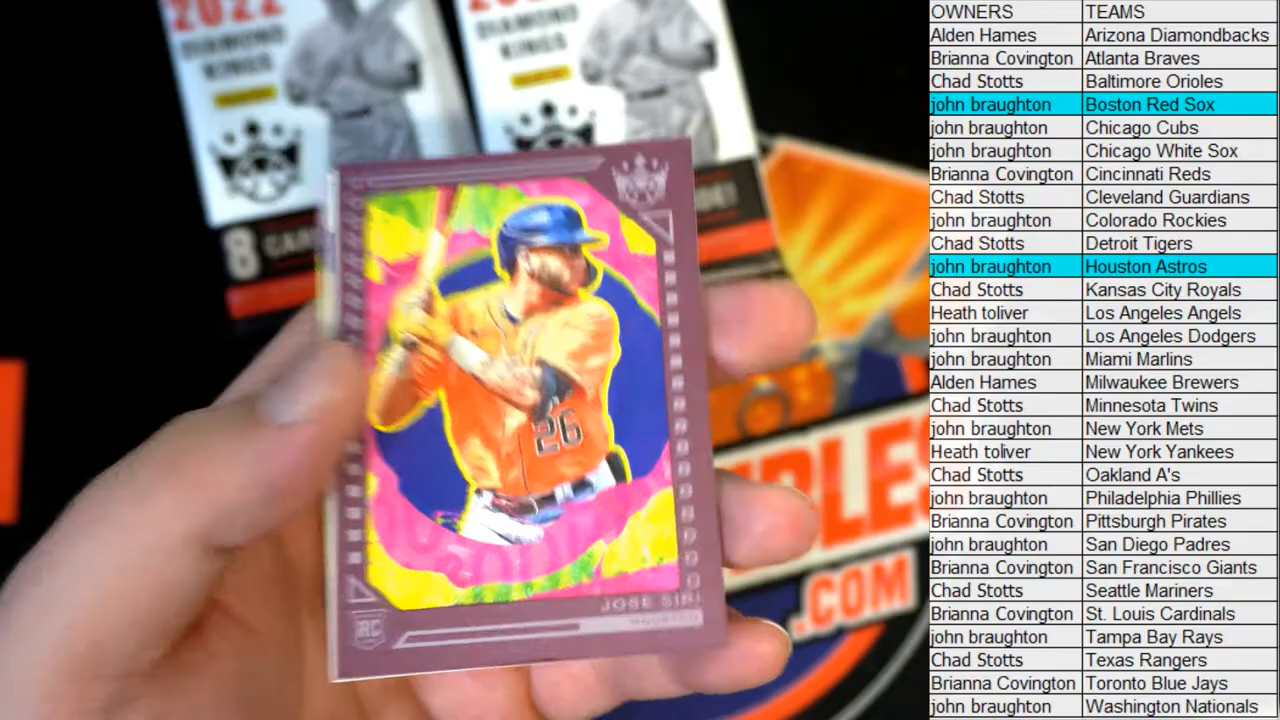 2022
DIAMOND
KINGS
DIAMOND
KINGS
8 CAR
26
JOSE SIRI
HOUSTON
RC
PLES
.COM
OWNERS TEAMS
Alden Hames Arizona Diamondbacks
Brianna Covington Atlanta Braves
Chad Stotts Baltimore Orioles
john braughton Boston Red Sox
john braughton Chicago Cubs
john braughton Chicago White Sox
Brianna Covington Cincinnati Reds
Chad Stotts Cleveland Guardians
john braughton Colorado Rockies
Chad Stotts Detroit Tigers
john braughton Houston Astros
Chad Stotts Kansas City Royals
Heath toliver Los Angeles Angels
john braughton Los Angeles Dodgers
john braughton Miami Marlins
Alden Hames Milwaukee Brewers
Chad Stotts Minnesota Twins
john braughton New York Mets
Heath toliver New York Yankees
Chad Stotts Oakland A's
john braughton Philadelphia Phillies
Brianna Covington Pittsburgh Pirates
john braughton San Diego Padres
Brianna Covington San Francisco Giants
Chad Stotts Seattle Mariners
Brianna Covington St. Louis Cardinals
john braughton Tampa Bay Rays
Chad Stotts Texas Rangers
Brianna Covington Toronto Blue Jays
john braughton Washington Nationals